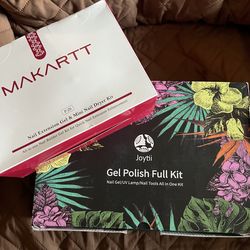 MAKARTT
Nail Extension Gel & Mini Nail Dryer Kit
Joytii
Gel Polish Full Kit
Nail Gel/UV Lamp/Nail Tools All in One Kit